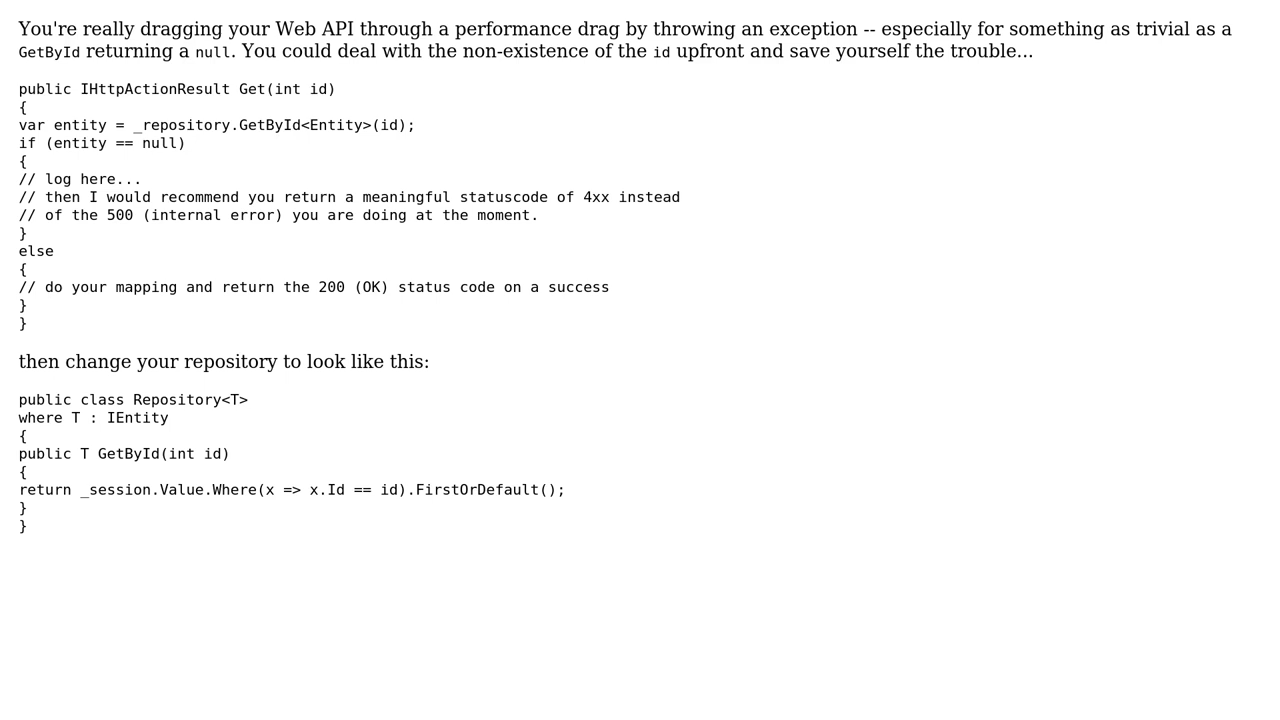 You're really dragging your Web API through a performance drag by throwing an exception -- especially for something as trivial as a
GetById returning a null. You could deal with the non-existence of the id upfront and save yourself the trouble...
public IHttpActionResult Get(int id)
{
var entity = _repository.GetById<Entity>(id);
if (entity == null)
{
// log here...
// then I would recommend you return a meaningful statuscode of 4xx instead
// of the 500 (internal error) you are doing at the moment.
}
else
{
// do your mapping and return the 200 (OK) status code on a success
}
}
then change your repository to look like this:
public class Repository<T>
where T : IEntity
{
public T GetById(int id)
{
return _session.Value.Where(x => x.Id == id).FirstOrDefault();
}
}